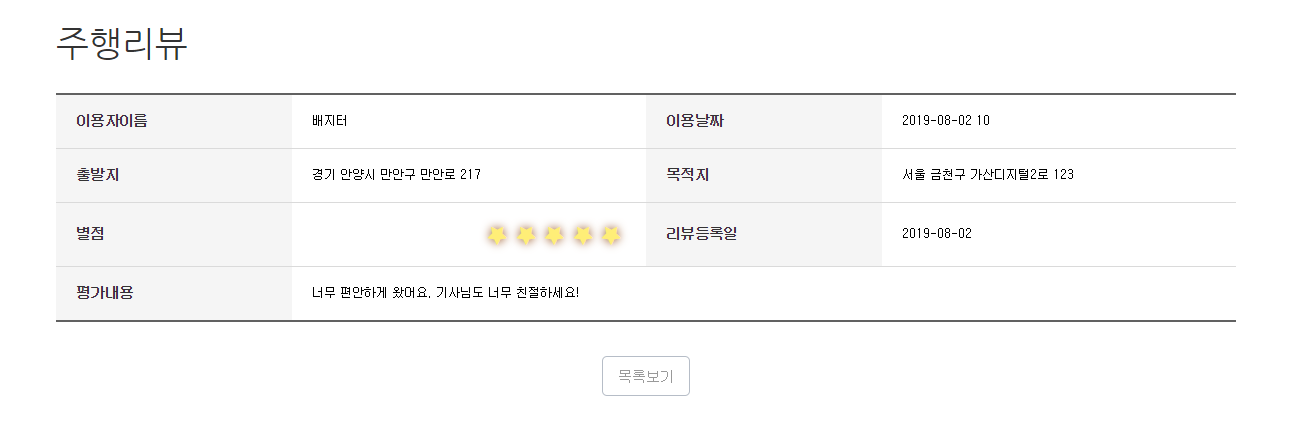 주행리뷰
이용자이름 배지터 이용날짜 2019-08-02 10
출발지 경기 안양시 만안구 만안로 217 목적지 서울 금천구 가산디지털2로 123
별점 리뷰등록일 2019-08-02
평가내용 너무 편안하게 왔어요. 기사님도 너무 친절하세요!
목록보기